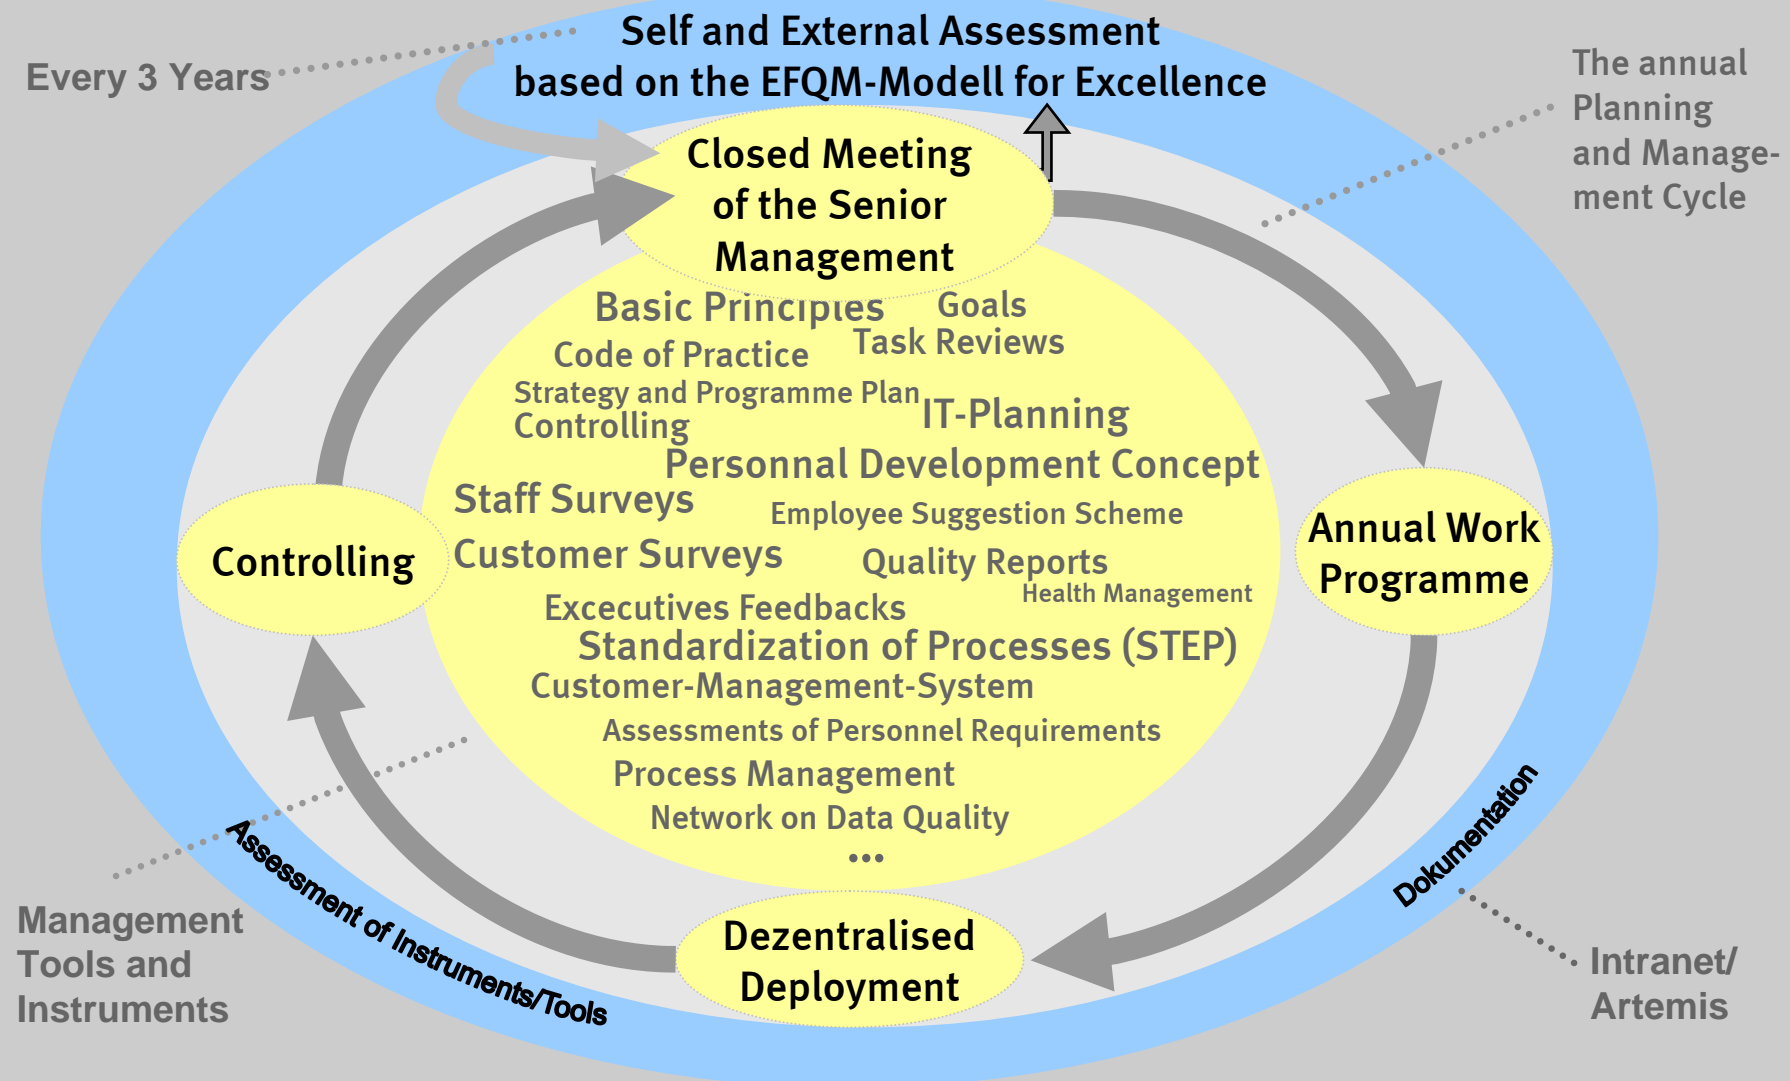 Self and External Assessment
based on the EFQM-Modell for Excellence
Every 3 Years
The annual
Planning
and Manage-
ment Cycle
Closed Meeting
of the Senior
Management
Basic Principles
Goals
Task Reviews
Code of Practice
Strategy and Programme Plan
IT-Planning
Controlling
Personnal Development Concept
Staff Surveys
Employee Suggestion Scheme
Annual Work
Programme
Controlling
Customer Surveys
Quality Reports
Health Management
Excecutives Feedbacks
Standardization of Processes (STEP)
Customer-Management-System
Assessments of Personnel Requirements
Process Management
Network on Data Quality
...
Dokumentation
Assessment of Instruments/Tools
Management
Tools and
Instruments
Dezentralised
Deployment
Intranet/
Artemis